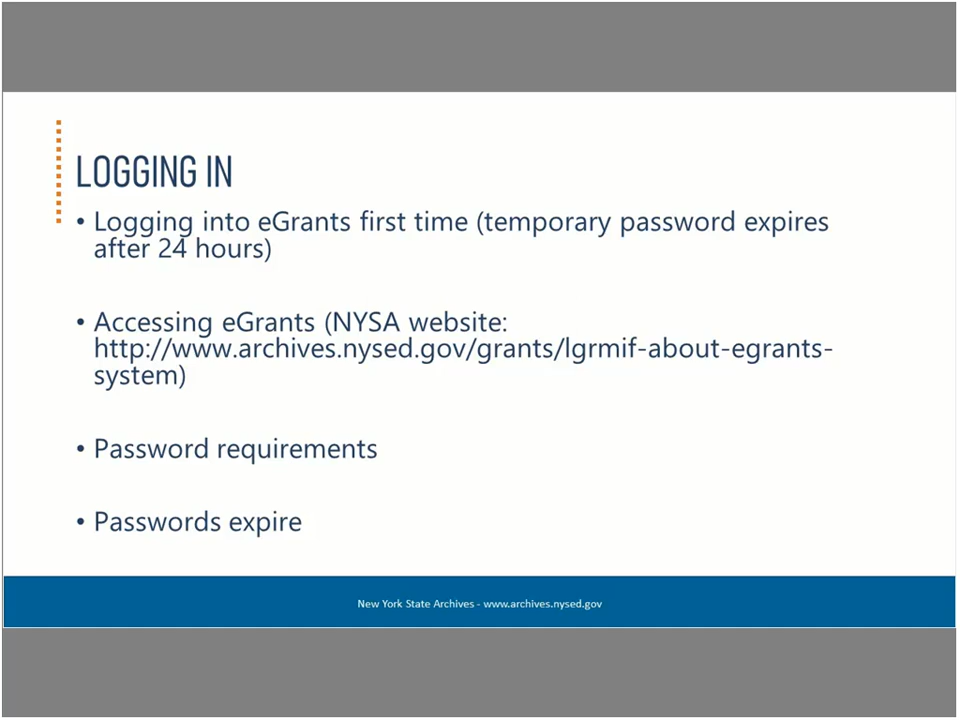 LOGGING IN
• Logging into eGrants first time (temporary password expires
after 24 hours)
• Accessing eGrants (NYSA website:
http://www.archives.nysed.gov/grants/lgrmif-about-egrants-
system)
• Password requirements
• Passwords expire
New York State Archives - www.archives.nysed.gov